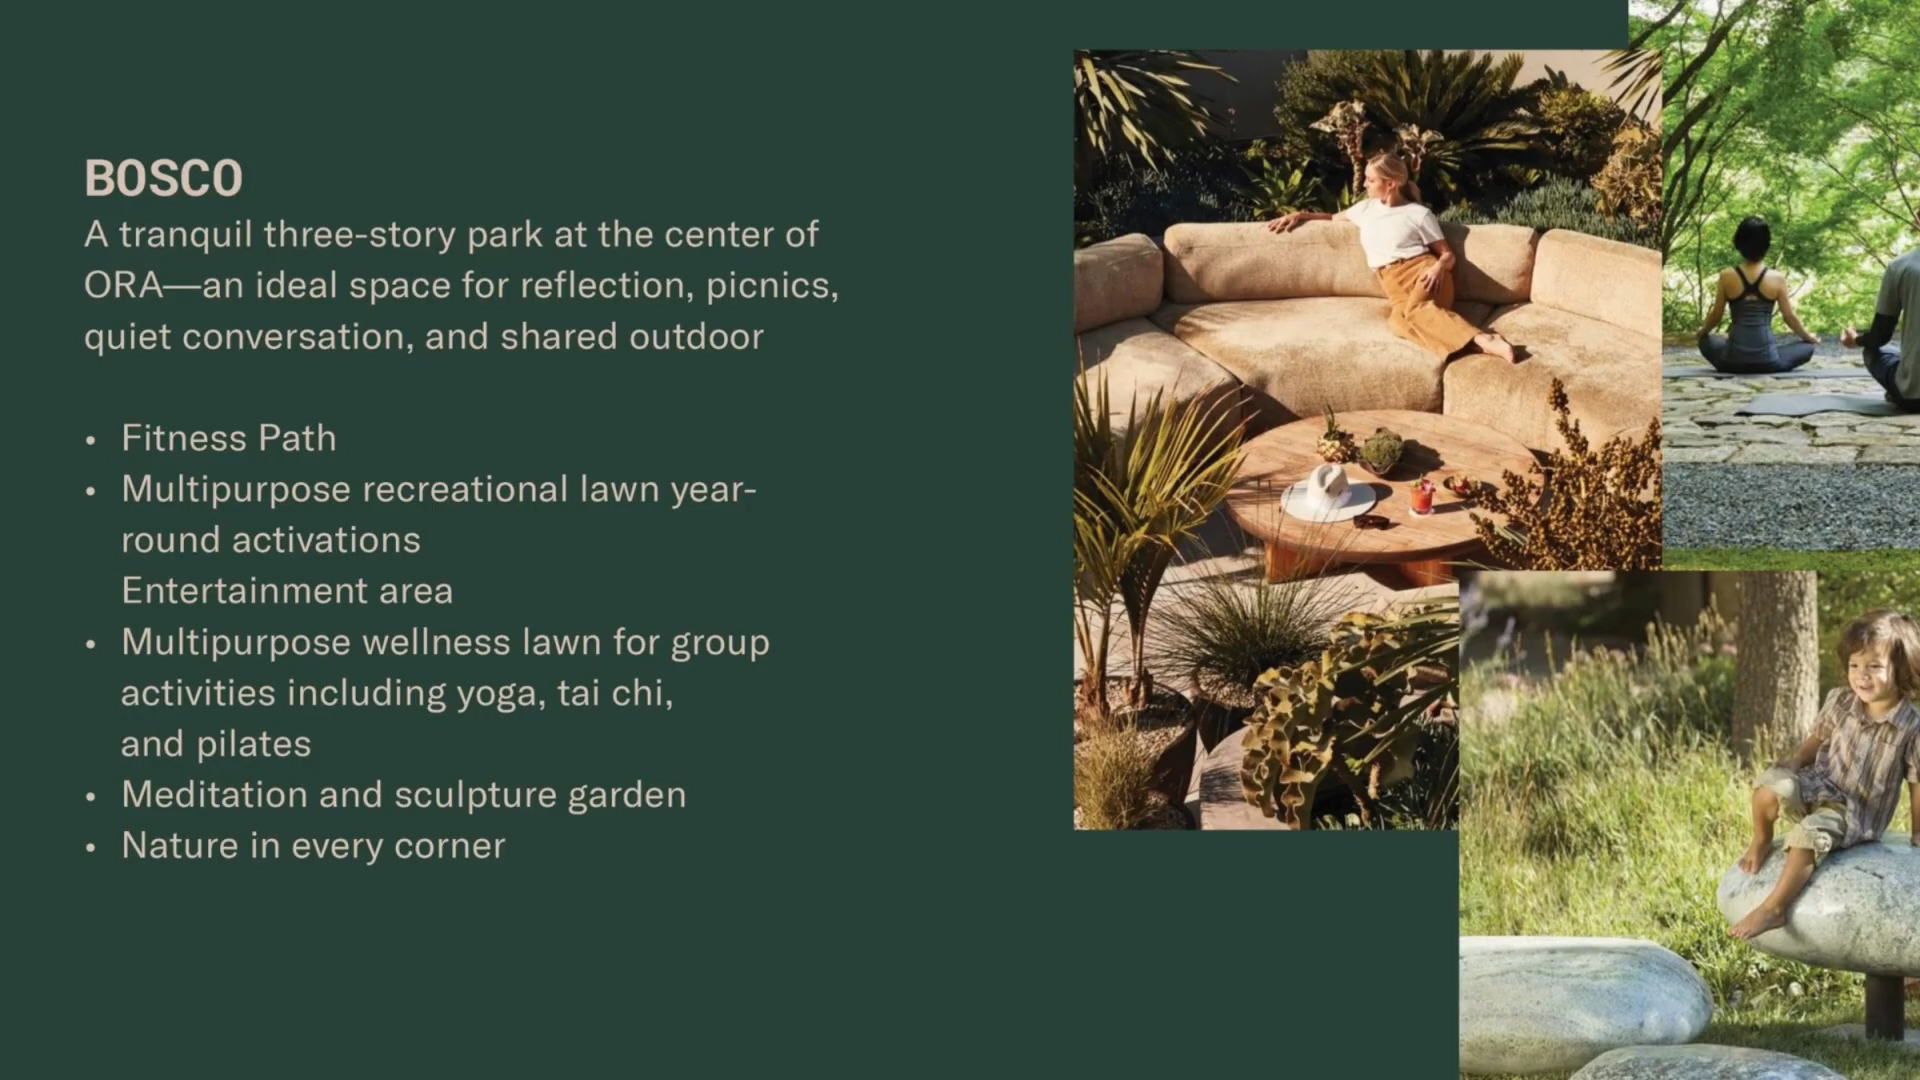 BOSCO
A tranquil three-story park at the center of
ORA—an ideal space for reflection, picnics,
quiet conversation, and shared outdoor
• Fitness Path
• Multipurpose recreational lawn year-
round activations
Entertainment area
• Multipurpose wellness lawn for group
activities including yoga, tai chi,
and pilates
• Meditation and sculpture garden
• Nature in every corner